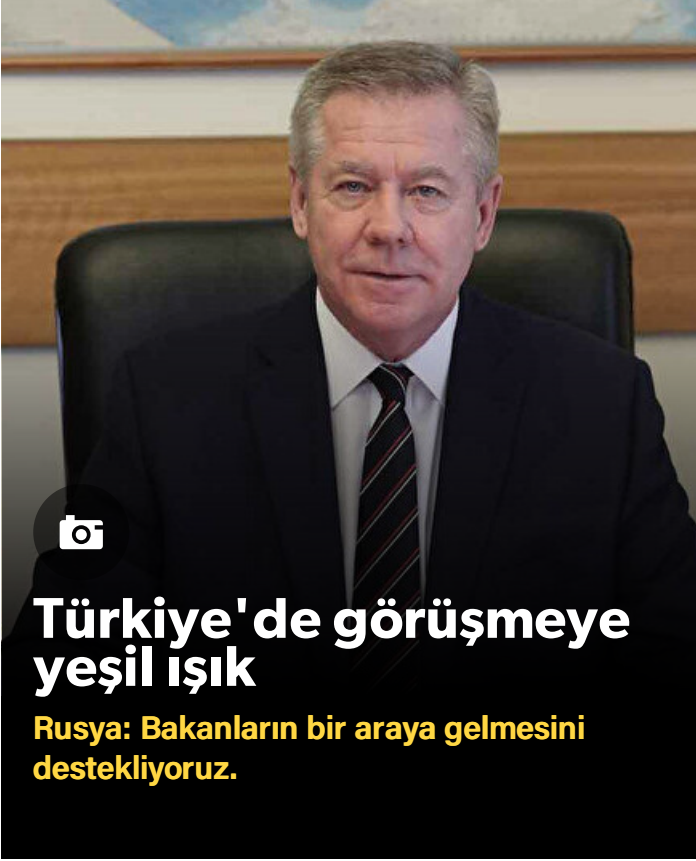 Türkiye'de görüşmeye
yeşil ışık
Rusya: Bakanların bir araya gelmesini
destekliyoruz.